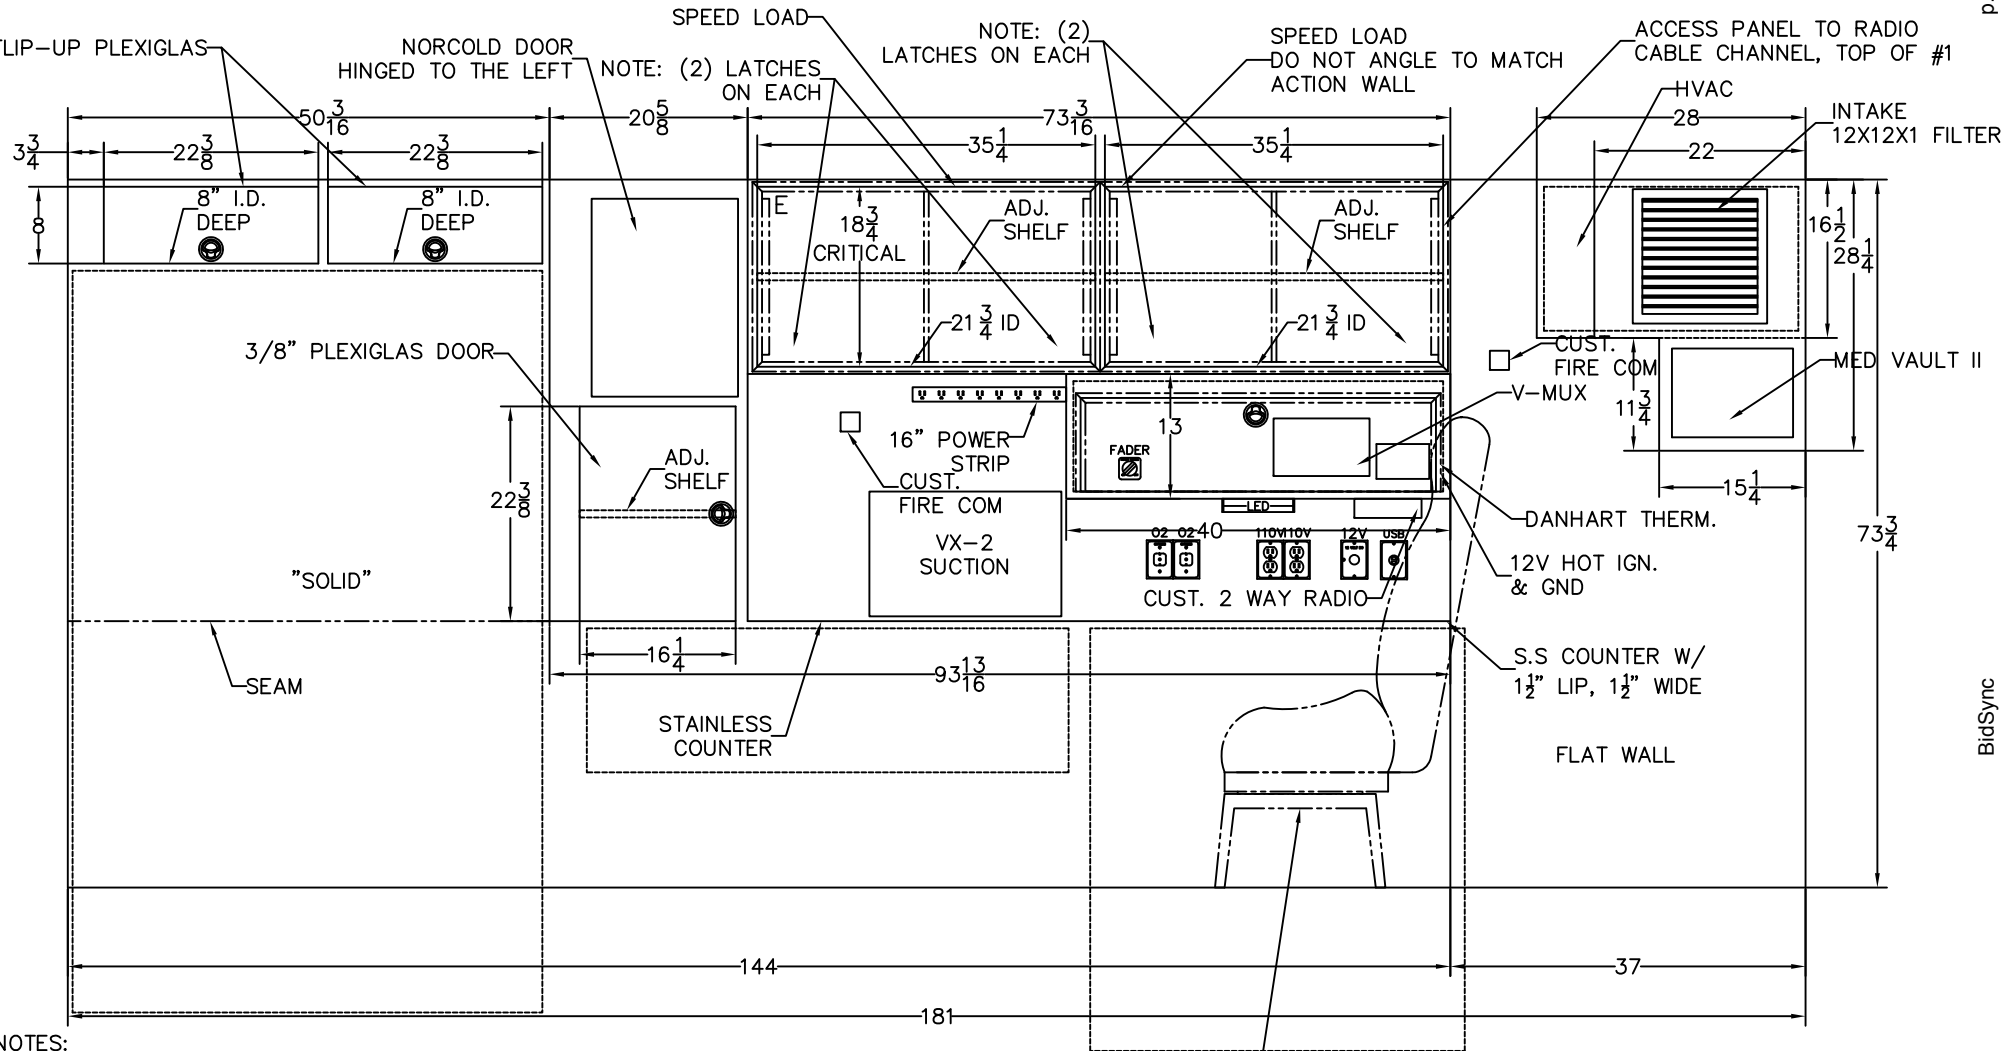 SPEED LOAD
FLIP-UP PLEXIGLAS
NORCOLD DOOR
HINGED TO THE LEFT
NOTE: (2) LATCHES
ON EACH
NOTE: (2)
LATCHES ON EACH
SPEED LOAD
DO NOT ANGLE TO MATCH
ACTION WALL
ACCESS PANEL TO RADIO
CABLE CHANNEL, TOP OF #1
HVAC
INTAKE
12X12X1 FILTER
50 3/16
20 5/8
73 3/16
28
3 3/4
22 3/8
22 3/8
35 1/4
35 1/4
22
8
8" I.D.
DEEP
8" I.D.
DEEP
E
18 3/4
CRITICAL
ADJ.
SHELF
ADJ.
SHELF
16 1/2
28 1/4
21 3/4 ID
21 3/4 ID
3/8" PLEXIGLAS DOOR
CUST.
FIRE COM
MED VAULT II
V-MUX
11 3/4
13
16" POWER
STRIP
FADER
ADJ.
SHELF
CUST.
FIRE COM
22 3/8
15 1/4
LED
DANHART THERM.
40
O2
O2
110V
110V
12V
USB
73 3/4
VX-2
SUCTION
12V HOT IGN.
& GND
"SOLID"
CUST. 2 WAY RADIO
16 1/4
93 13/16
S.S COUNTER W/
1 1/2" LIP, 1 1/2" WIDE
SEAM
STAINLESS
COUNTER
FLAT WALL
BidSync
144
37
181
NOTES: